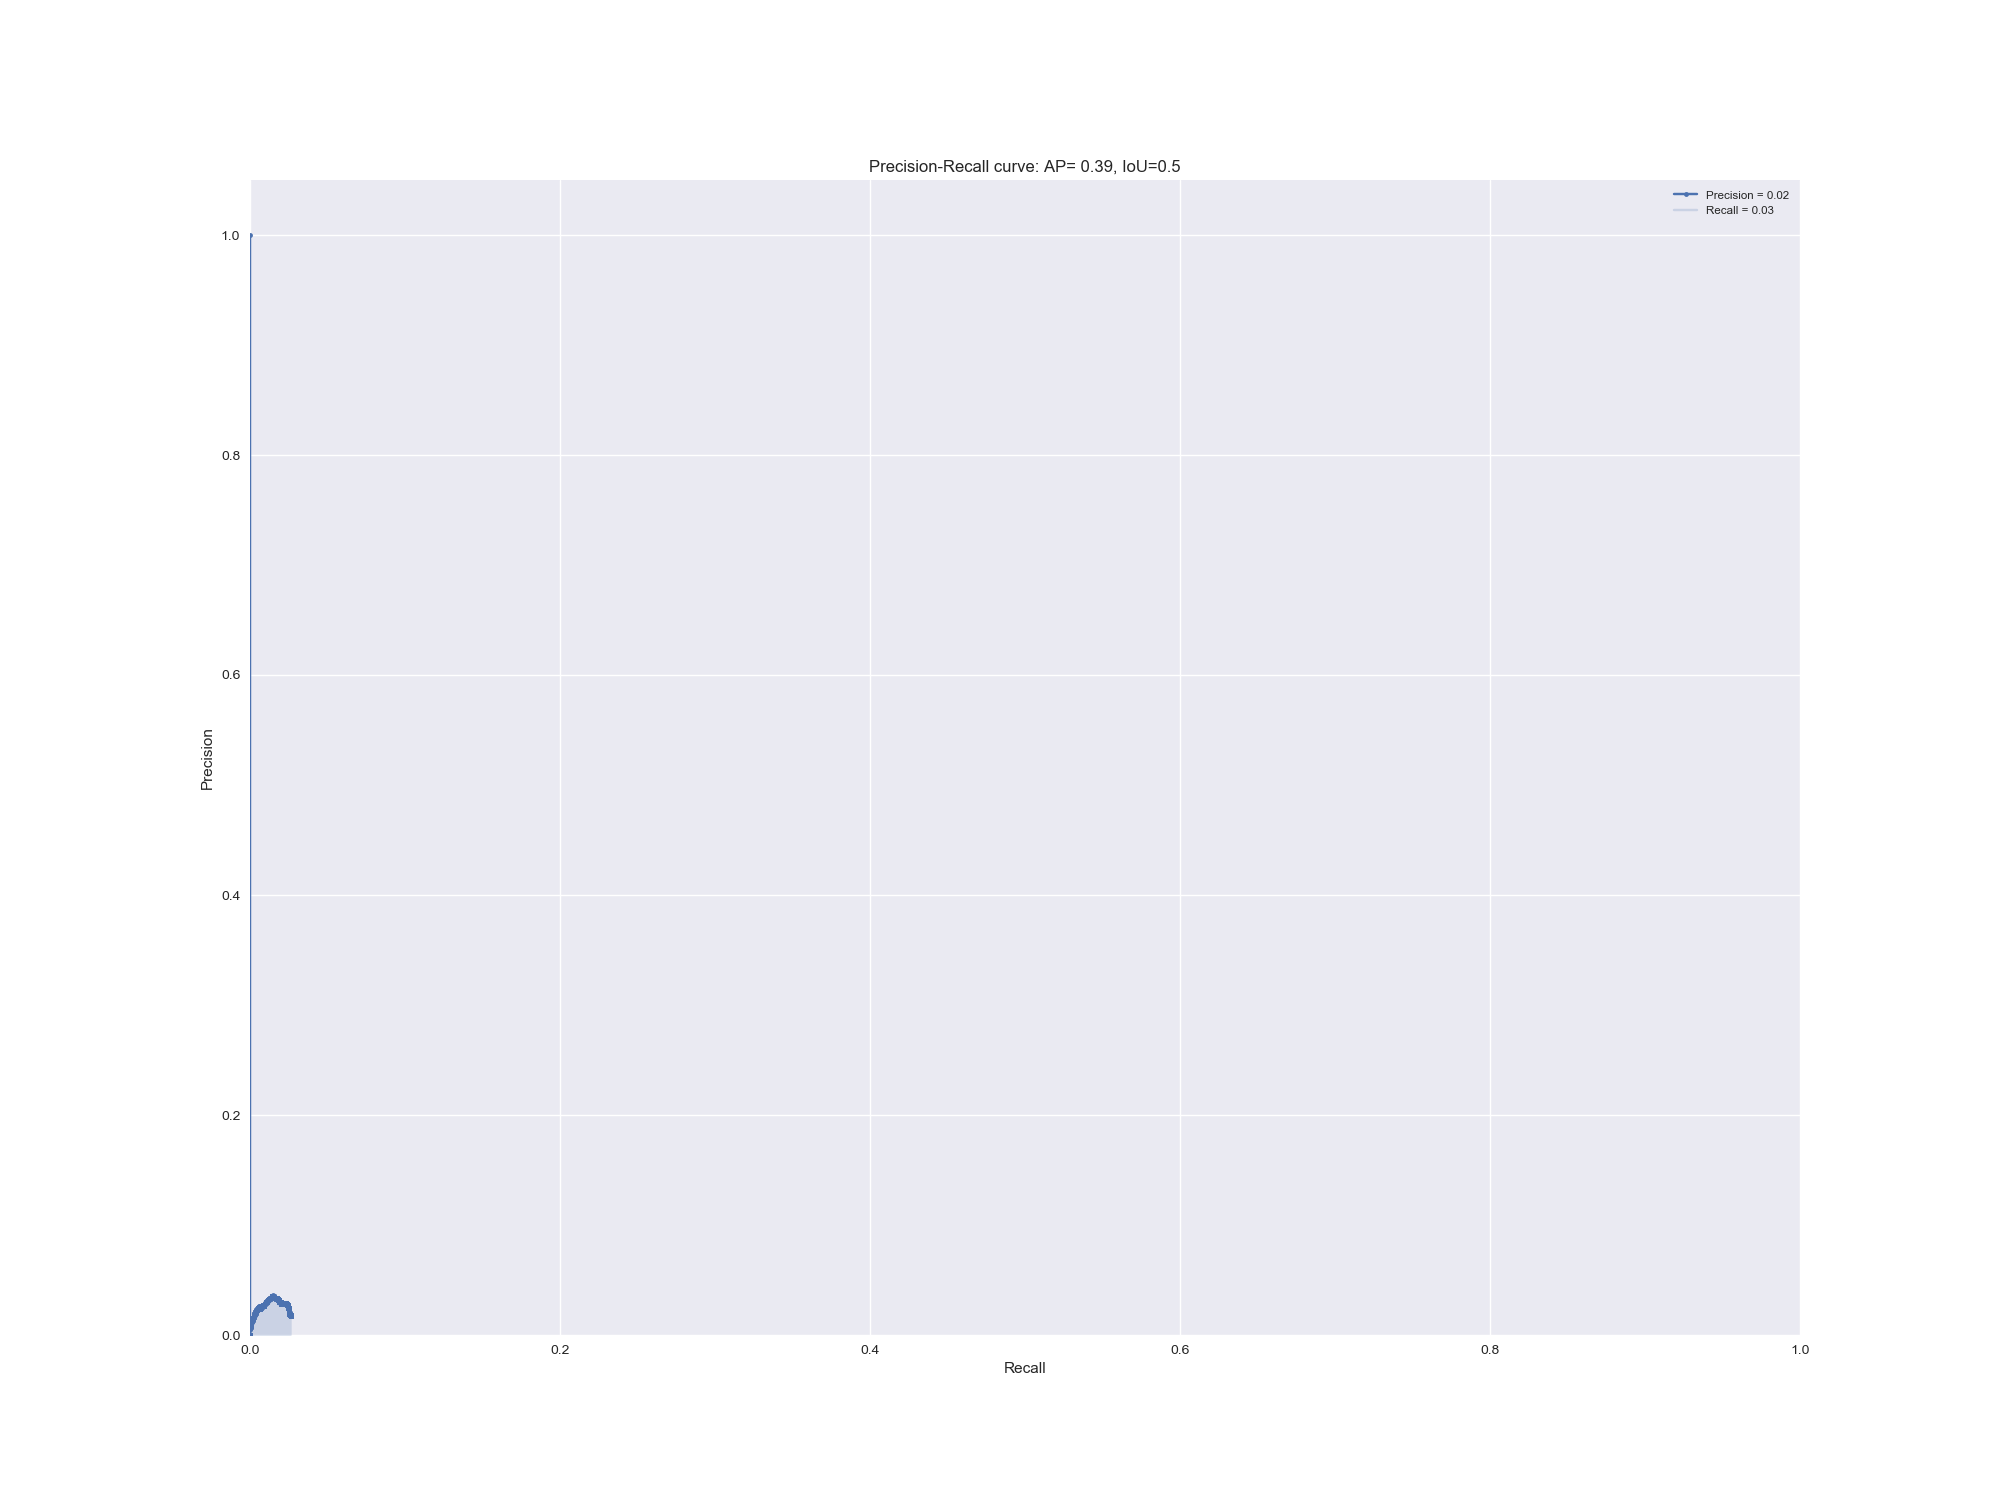 Precision-Recall curve: AP= 0.39, IoU=0.5
Precision = 0.02
Recall = 0.03
1.0
0.8
0.6
0.4
0.2
0.0
Precision
0.0 0.2 0.4 0.6 0.8 1.0
Recall